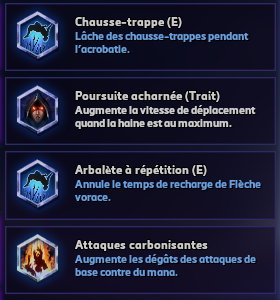 Chausse-trappe (E)
Lâche des chausse-trappes pendant
l'acrobatie.
Poursuite acharnée (Trait)
Augmente la vitesse de déplacement
quand la haine est au maximum.
Arbalète à répétition (E)
Annule le temps de recharge de Flèche
vorace.
Attaques carbonisantes
Augmente les dégâts des attaques de
base contre du mana.